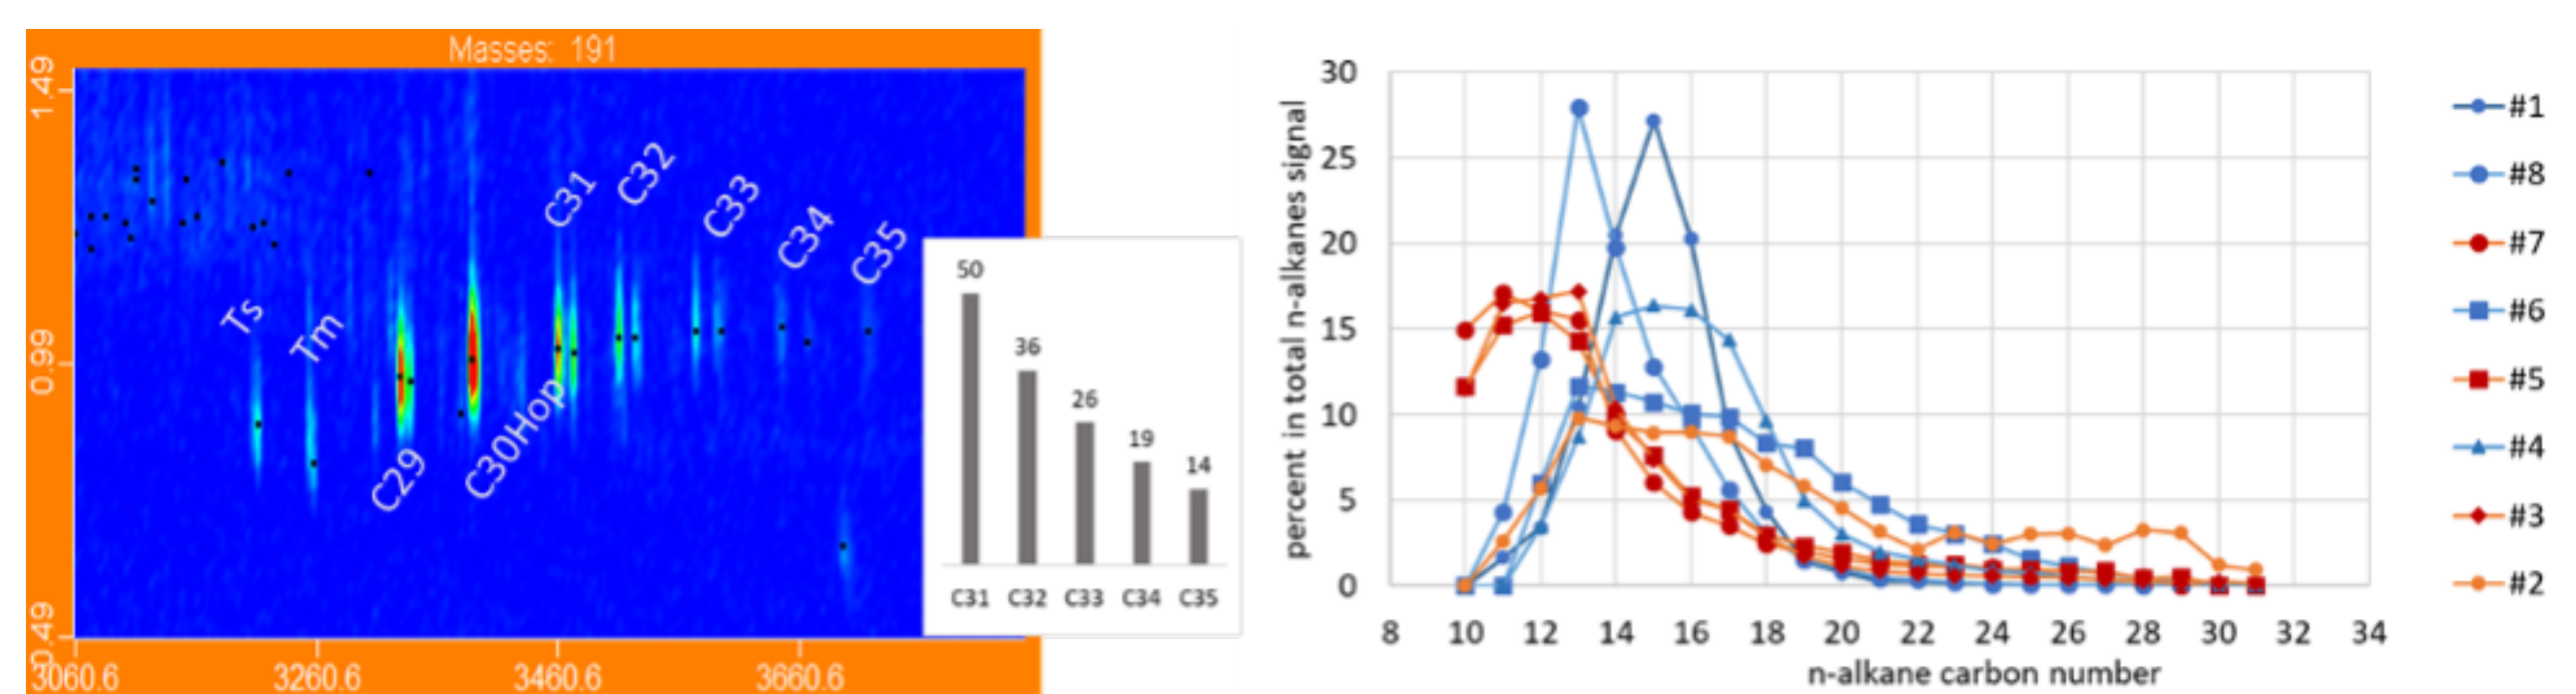 Masses: 191
1.49
0.99
0.49
3060.6
3260.6
3460.6
3660.6
Ts
Tm
C29
C30Hop
C31
C32
C33
C34
C35
50
36
26
19
14
C31
C32
C33
C34
C35
percent in total n-alkanes signal
30
25
20
15
10
5
0
8
10
12
14
16
18
20
22
24
26
28
30
32
34
n-alkane carbon number
#1
#8
#7
#6
#5
#4
#3
#2